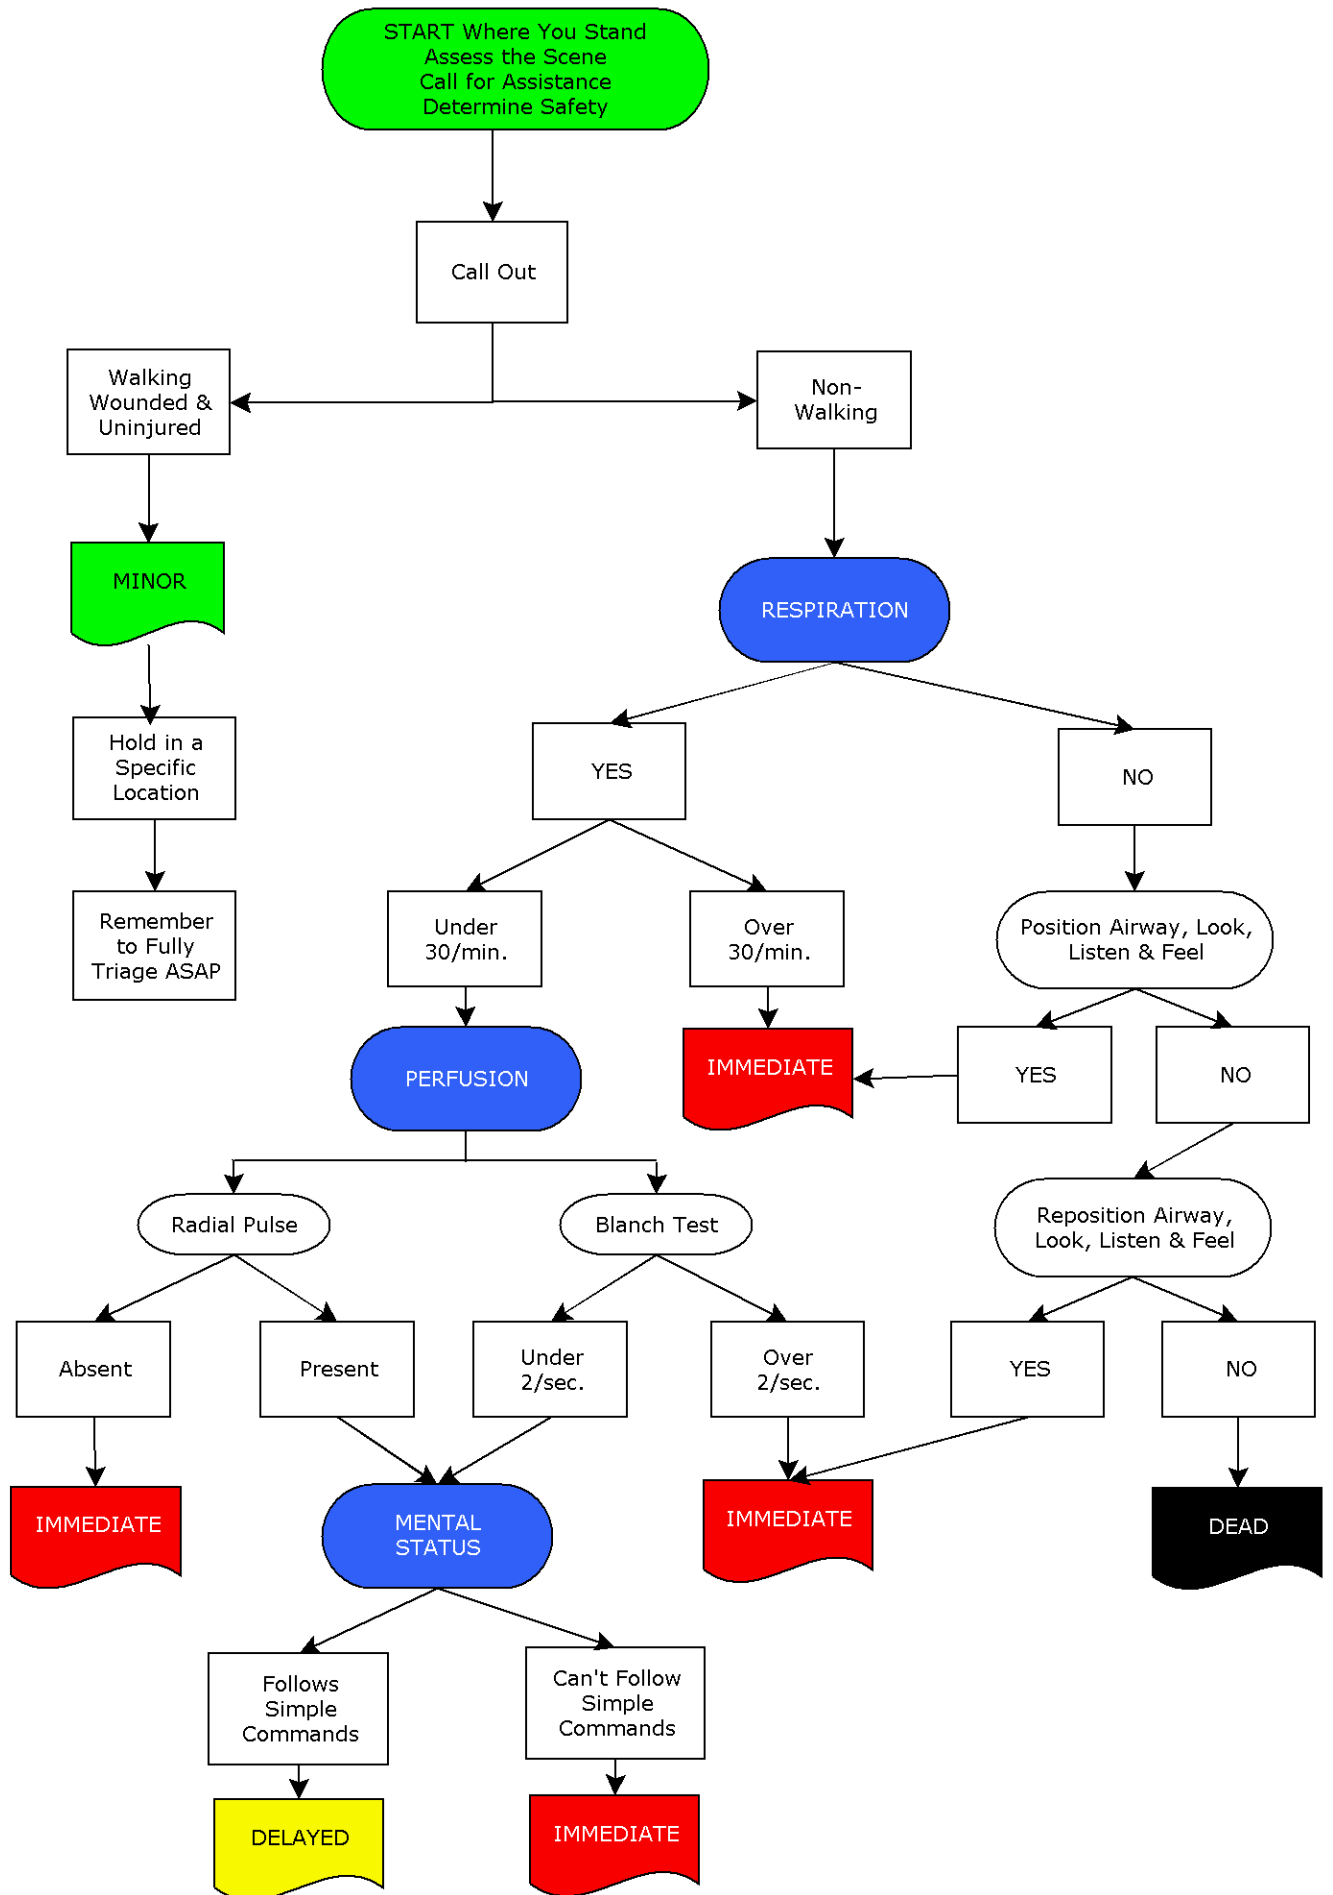 START Where You Stand
Assess the Scene
Call for Assistance
Determine Safety
Call Out
Walking
Wounded &
Uninjured
Non-
Walking
MINOR
RESPIRATION
Hold in a
Specific
Location
YES
NO
Remember
to Fully
Triage ASAP
Under
30/min.
Over
30/min.
Position Airway, Look,
Listen & Feel
PERFUSION
IMMEDIATE
YES
NO
Radial Pulse
Blanch Test
Reposition Airway,
Look, Listen & Feel
Absent
Present
Under
2/sec.
Over
2/sec.
YES
NO
IMMEDIATE
MENTAL
STATUS
IMMEDIATE
DEAD
Follows
Simple
Commands
Can't Follow
Simple
Commands
DELAYED
IMMEDIATE